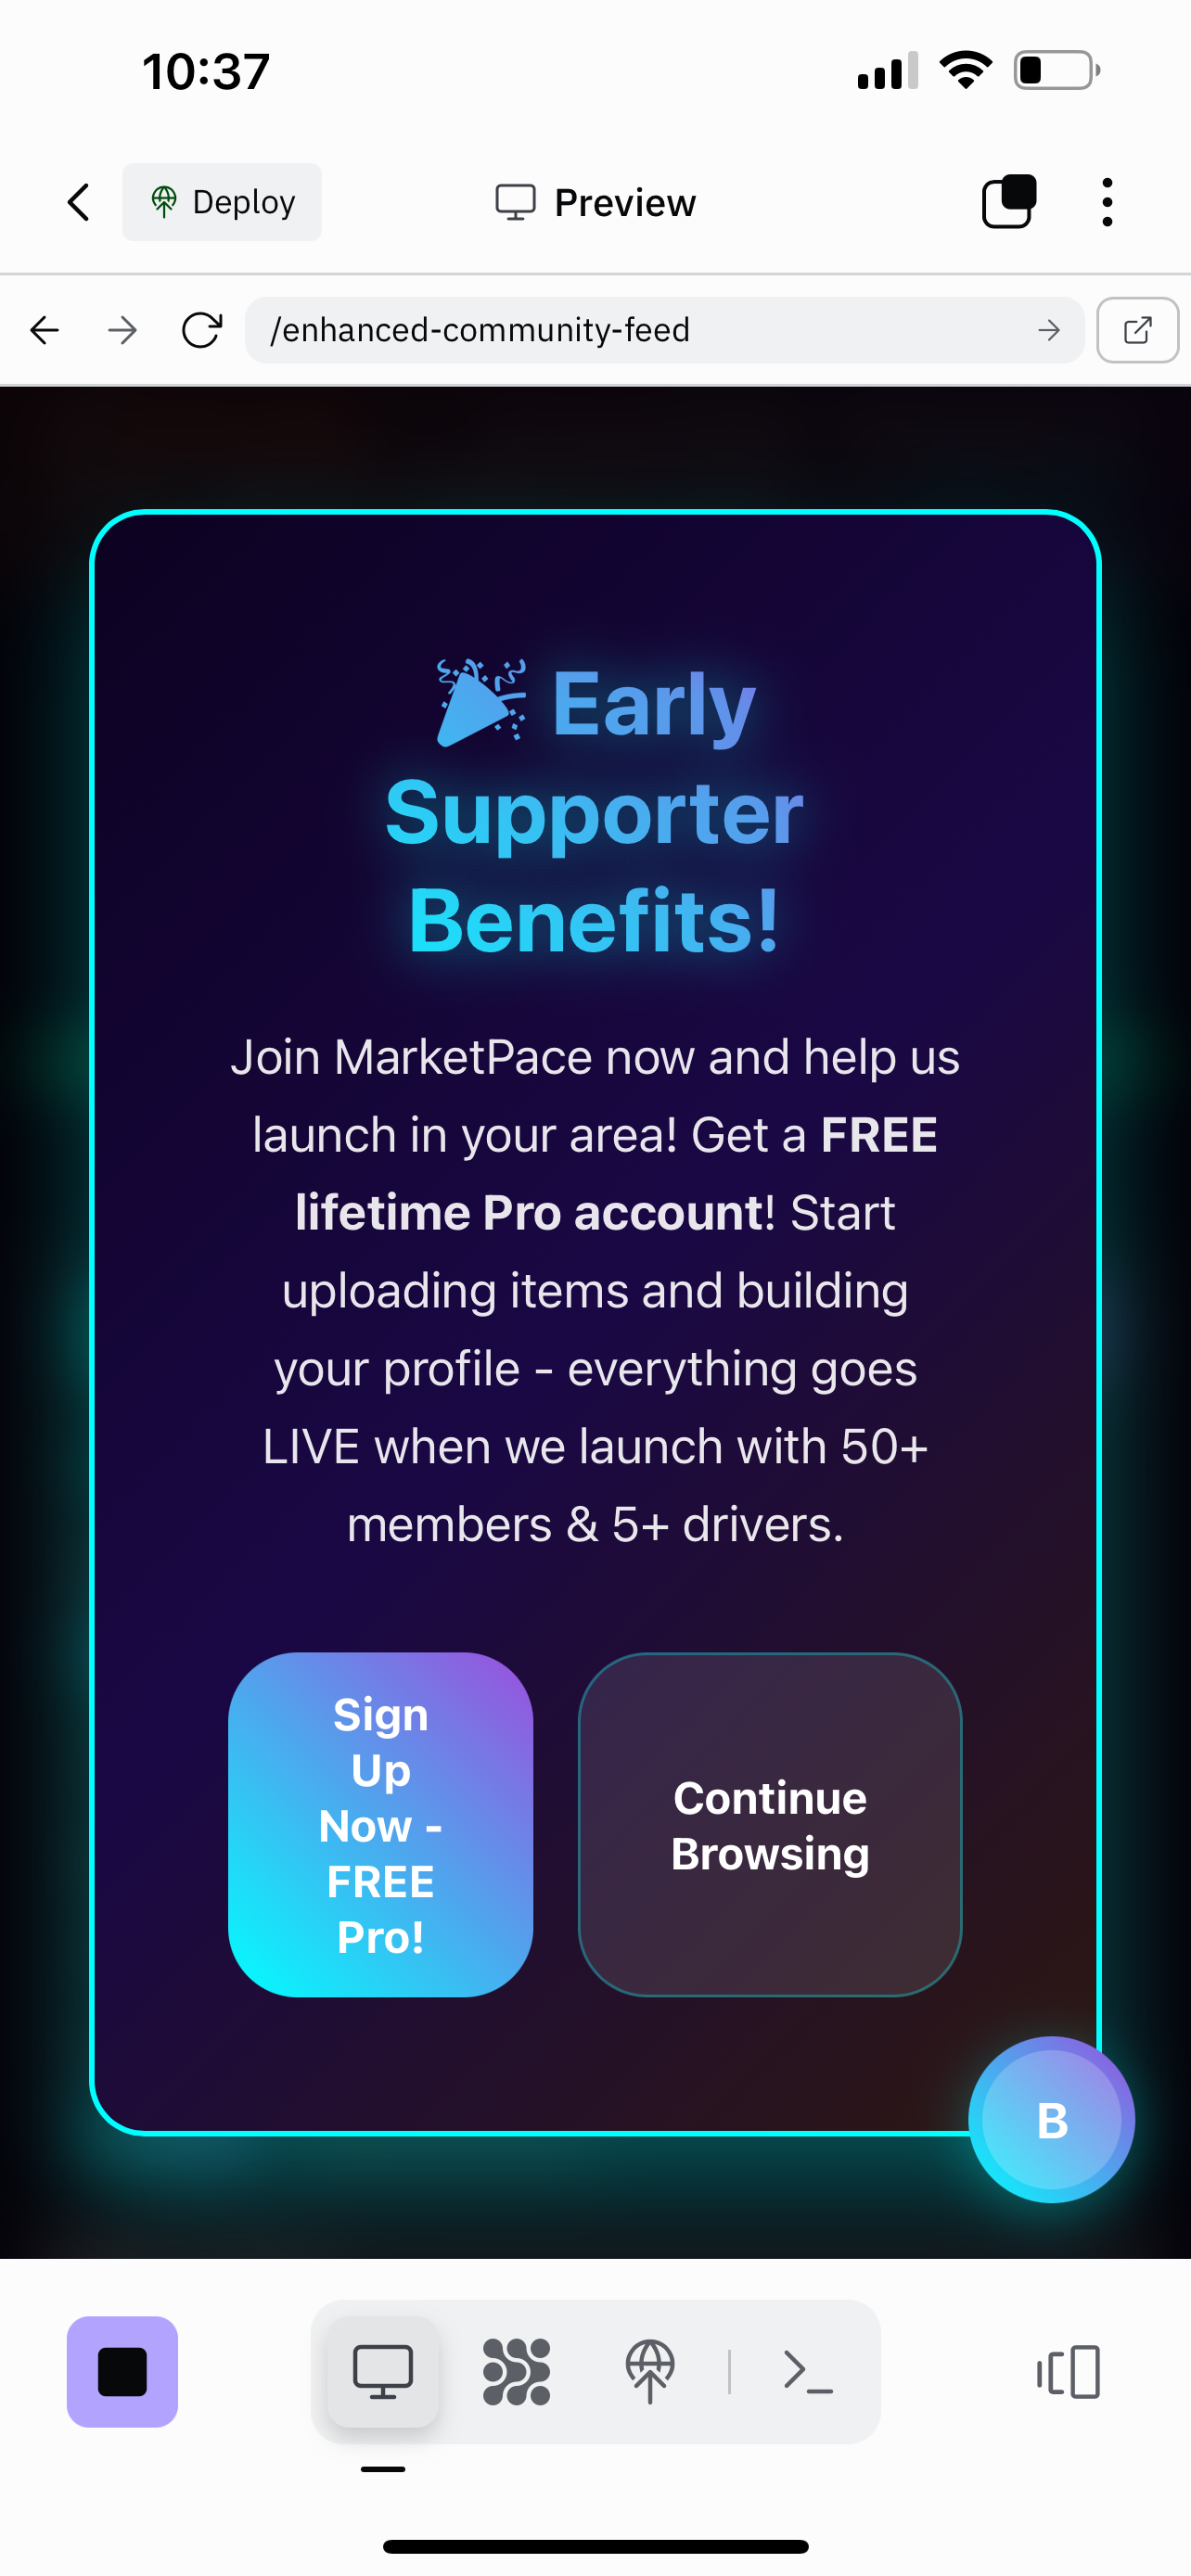 10:37
Deploy
Preview
/enhanced-community-feed
🎉 Early
Supporter
Benefits!
Join MarketPace now and help us
launch in your area! Get a FREE
lifetime Pro account! Start
uploading items and building
your profile - everything goes
LIVE when we launch with 50+
members & 5+ drivers.
Sign
Up
Now -
FREE
Pro!
Continue
Browsing
B